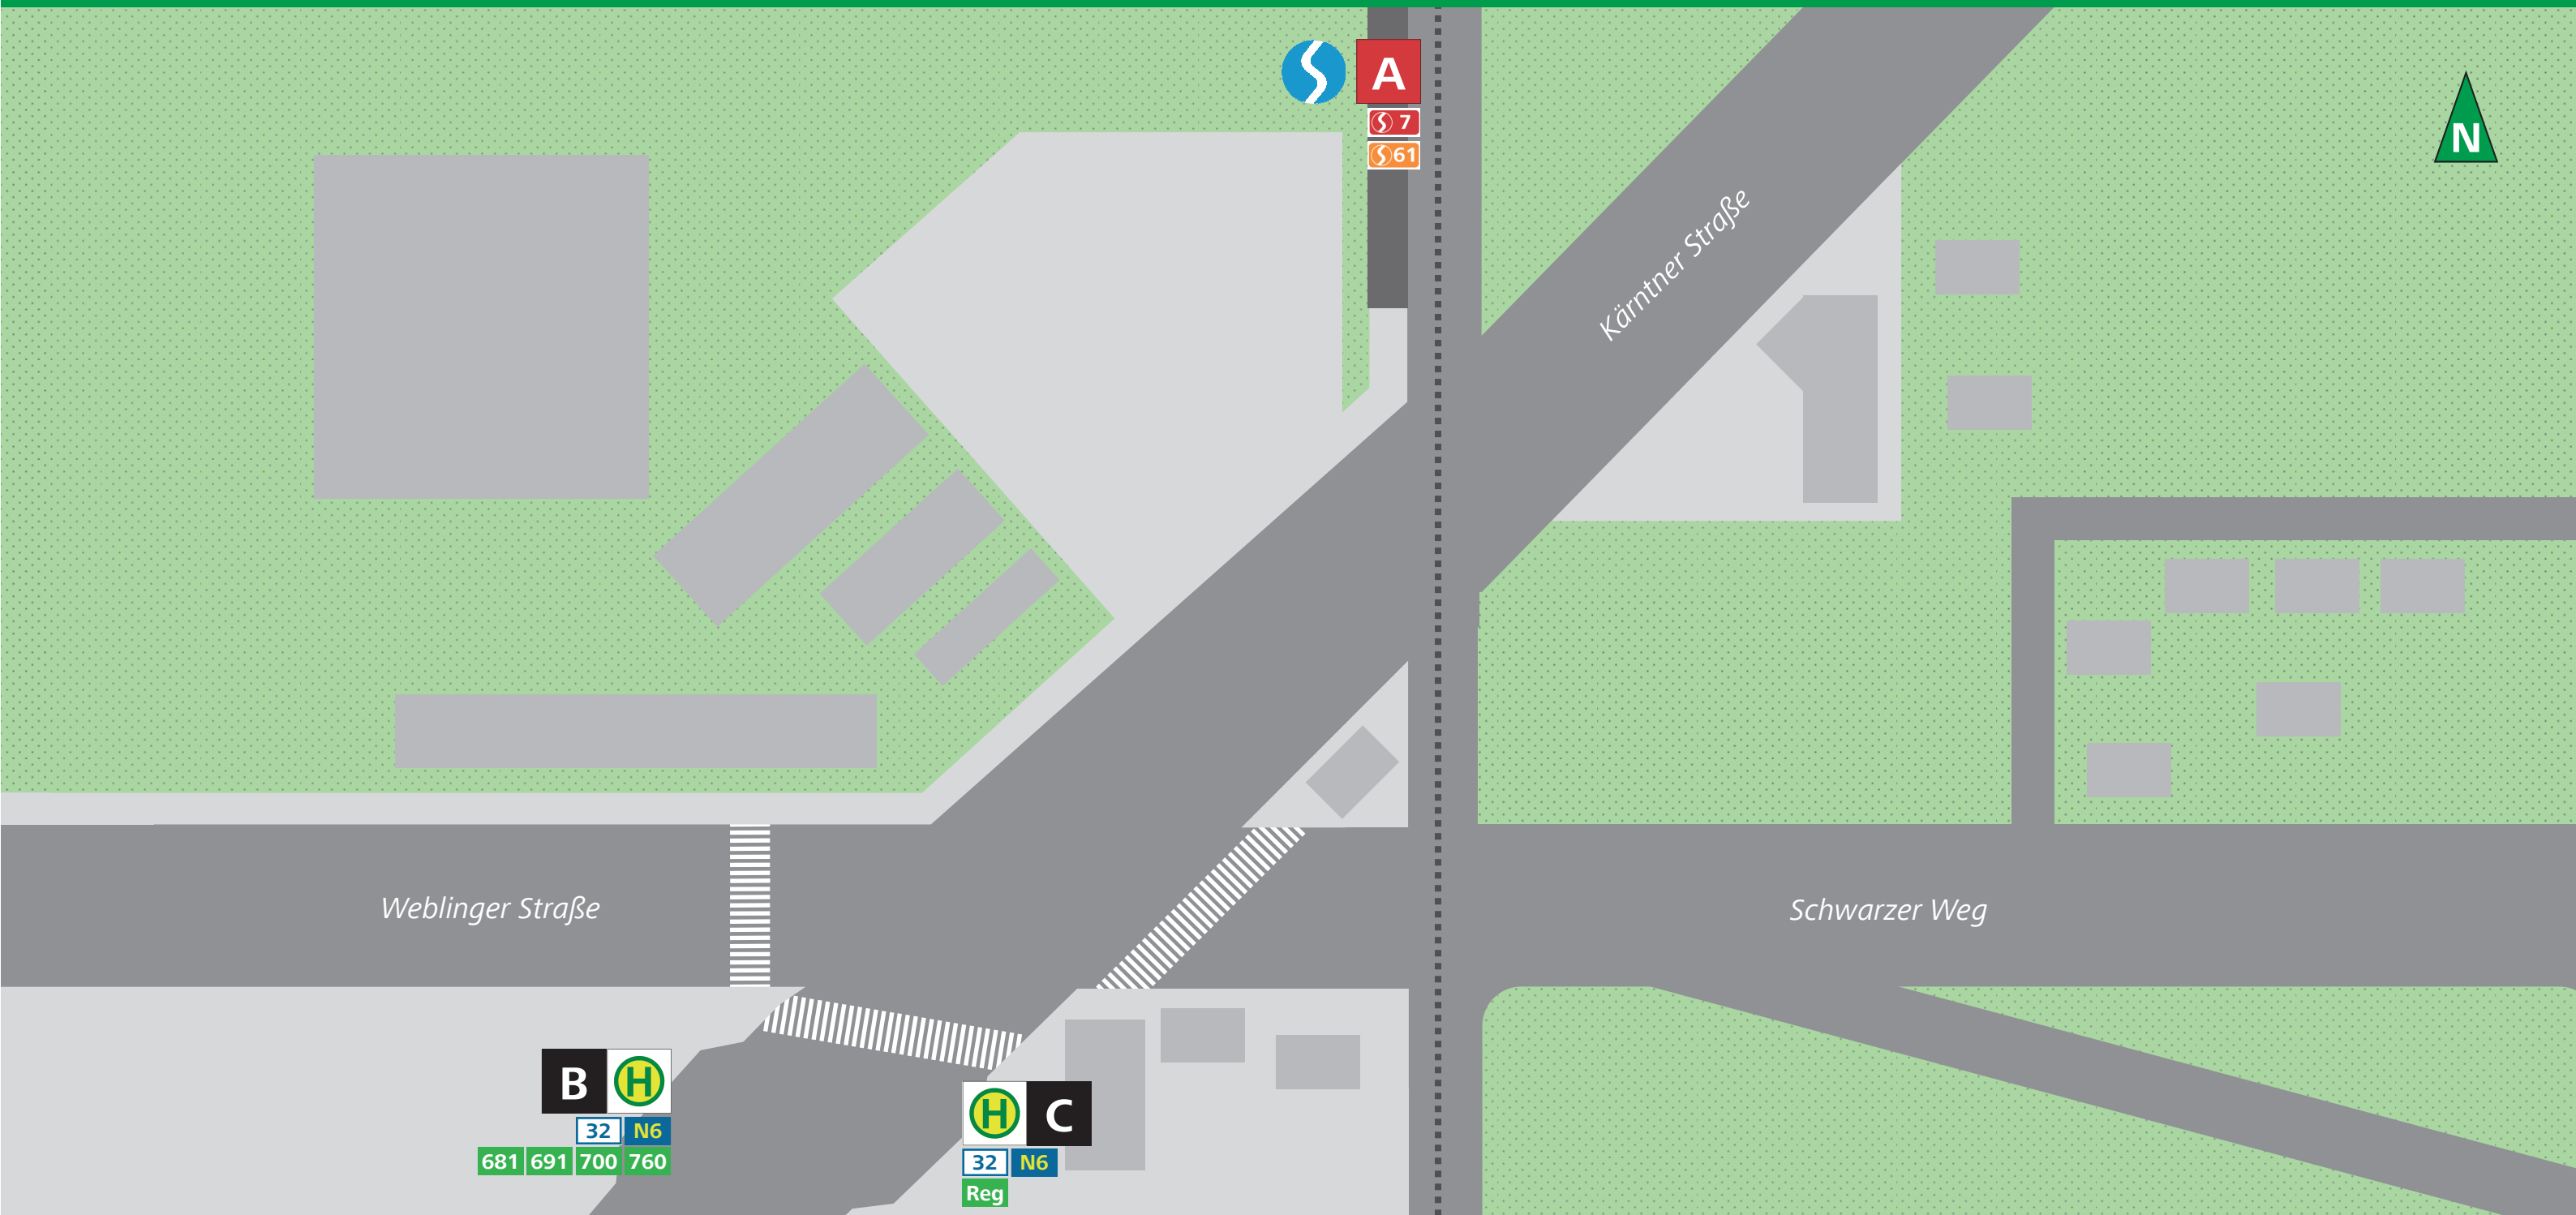 A
7
61
N
Kärntner Straße
Weblinger Straße
Schwarzer Weg
B H
32 N6
681 691 700 760
H C
32 N6
Reg